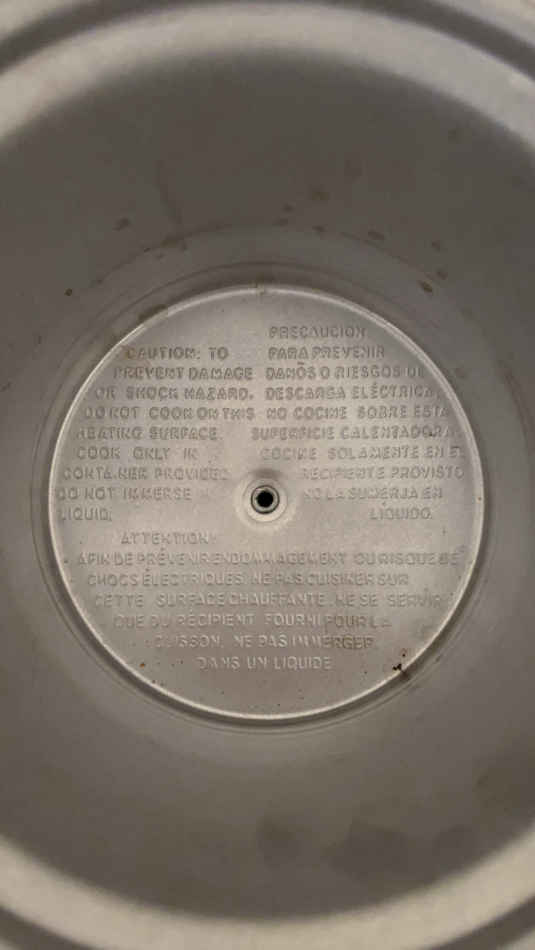 CAUTION: TO
PREVENT DAMAGE
OR SHOCK HAZARD.
DO NOT COOK ON THIS
HEATING SURFACE.
COOK ONLY IN
CONTAINER PROVIDED
DO NOT IMMERSE IN
LIQUID.
PRECAUCIÓN
PARA PREVENIR
DAÑOS O RIESGOS DE
DESCARGA ELÉCTRICA,
NO COCINE SOBRE ESTA
SUPERFICIE CALENTADORA
COCINE SOLAMENTE EN EL
RECIPIENTE PROVISTO
NO LA SUMERJA EN
LÍQUIDO.
ATTENTION:
AFIN DE PRÉVENIR ENDOMMAGEMENT OU RISQUE DE
CHOCS ÉLECTRIQUES, NE PAS CUISINER SUR
CETTE SURFACE CHAUFFANTE. NE SE SERVIR
QUE DU RÉCIPIENT FOURNI POUR LA
CUISSON. NE PAS IMMERGER
DANS UN LIQUIDE